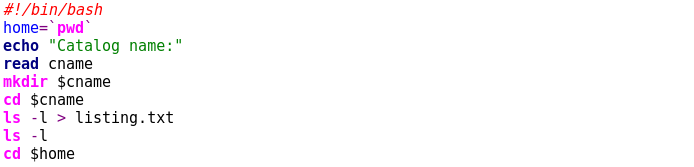 #!/bin/bash
home=`pwd`
echo "Catalog name:"
read cname
mkdir $cname
cd $cname
ls -l > listing.txt
ls -l
cd $home